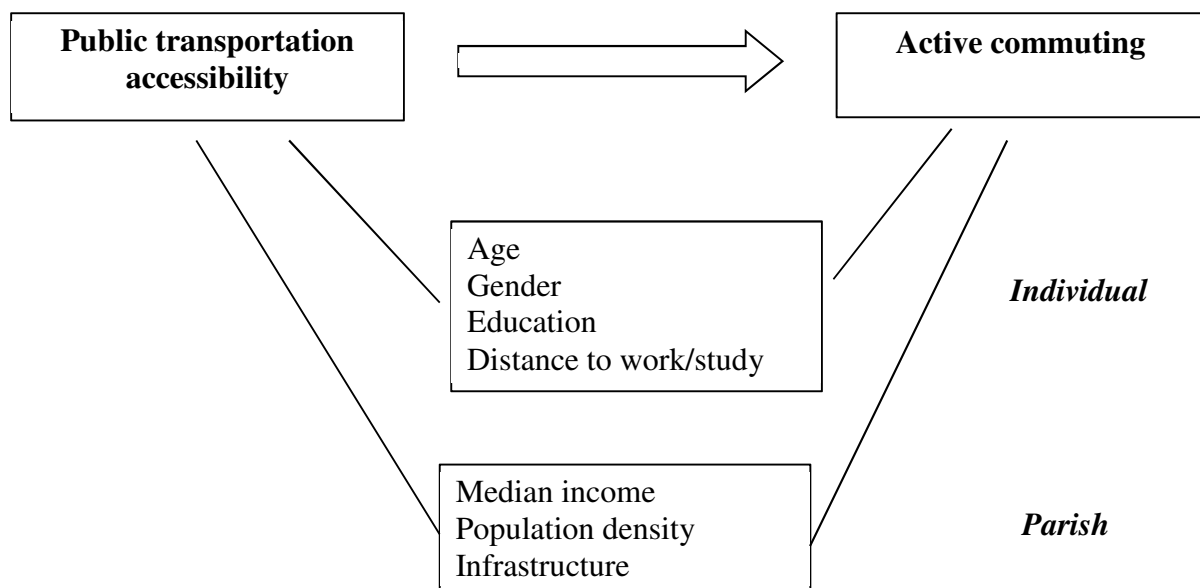 Public transportation
accessibility
Active commuting
Age
Gender
Education
Distance to work/study
Individual
Median income
Population density
Infrastructure
Parish